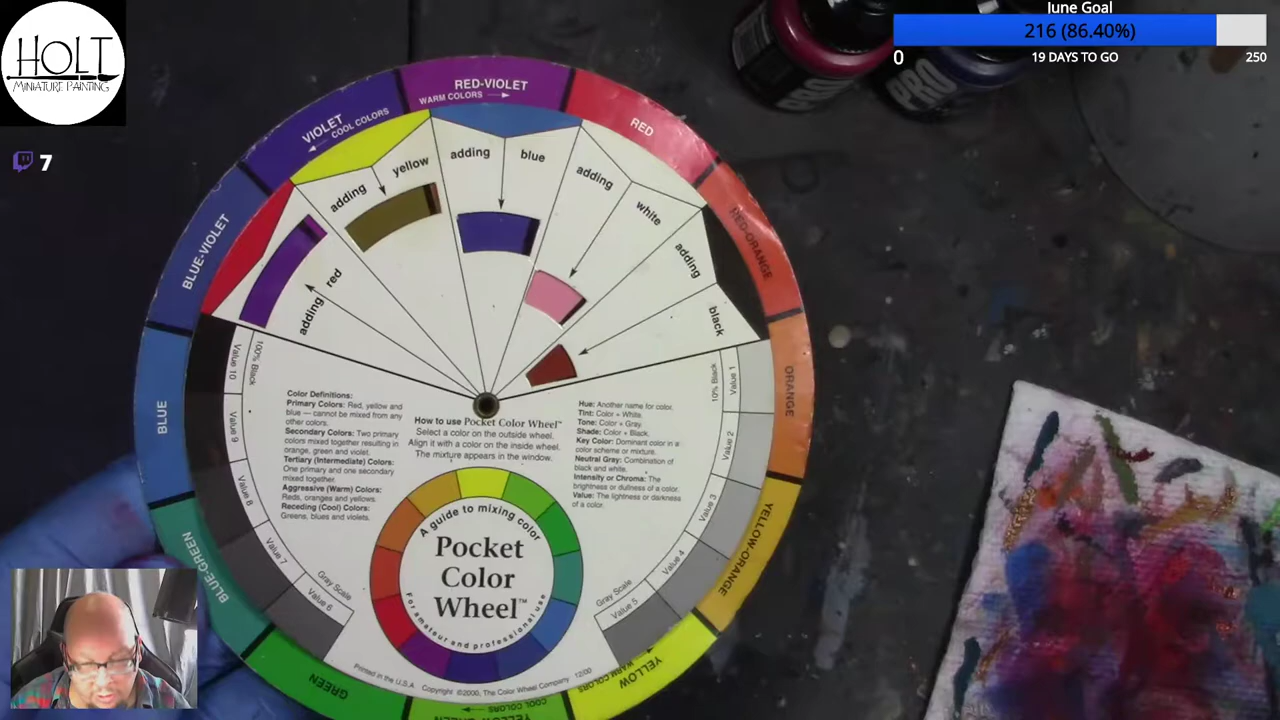 HOLT
MINIATURE PAINTING
7
June Goal
216 (86.40%)
0
19 DAYS TO GO
250
PRO
PRO
RED-VIOLET
WARM COLORS
VIOLET
COOL COLORS
RED
RED-ORANGE
ORANGE
YELLOW-ORANGE
YELLOW
WARM COLORS
YELLOW-GREEN
COOL COLORS
GREEN
BLUE-GREEN
BLUE
BLUE-VIOLET
adding red
adding yellow
adding blue
adding white
adding black
100% Black
Value 10
Value 9
Value 8
Value 7
Value 6
Gray Scale
10% Black
Value 1
Value 2
Value 3
Value 4
Value 5
Gray Scale
Color Definitions:
Primary Colors: Red, yellow and
blue — cannot be mixed from any
other colors.
Secondary Colors: Two primary
colors mixed together resulting in
orange, green and violet.
Tertiary (Intermediate) Colors:
One primary and one secondary
mixed together.
Aggressive (Warm) Colors:
Reds, oranges and yellows.
Receding (Cool) Colors:
Greens, blues and violets.
How to use Pocket Color Wheel™
Select a color on the outside wheel.
Align it with a color on the inside wheel.
The mixture appears in the window.
Hue: Another name for color.
Tint: Color + White.
Tone: Color + Gray.
Shade: Color + Black.
Key Color: Dominant color in a
color scheme or mixture.
Neutral Gray: Combination of
black and white.
Intensity or Chroma: The
brightness or dullness of a color.
Value: The lightness or darkness
of a color.
A guide to mixing color
Pocket
Color
Wheel™
For amateur and professional use
Printed in the U.S.A. Copyright ©2000, The Color Wheel Company 12/00